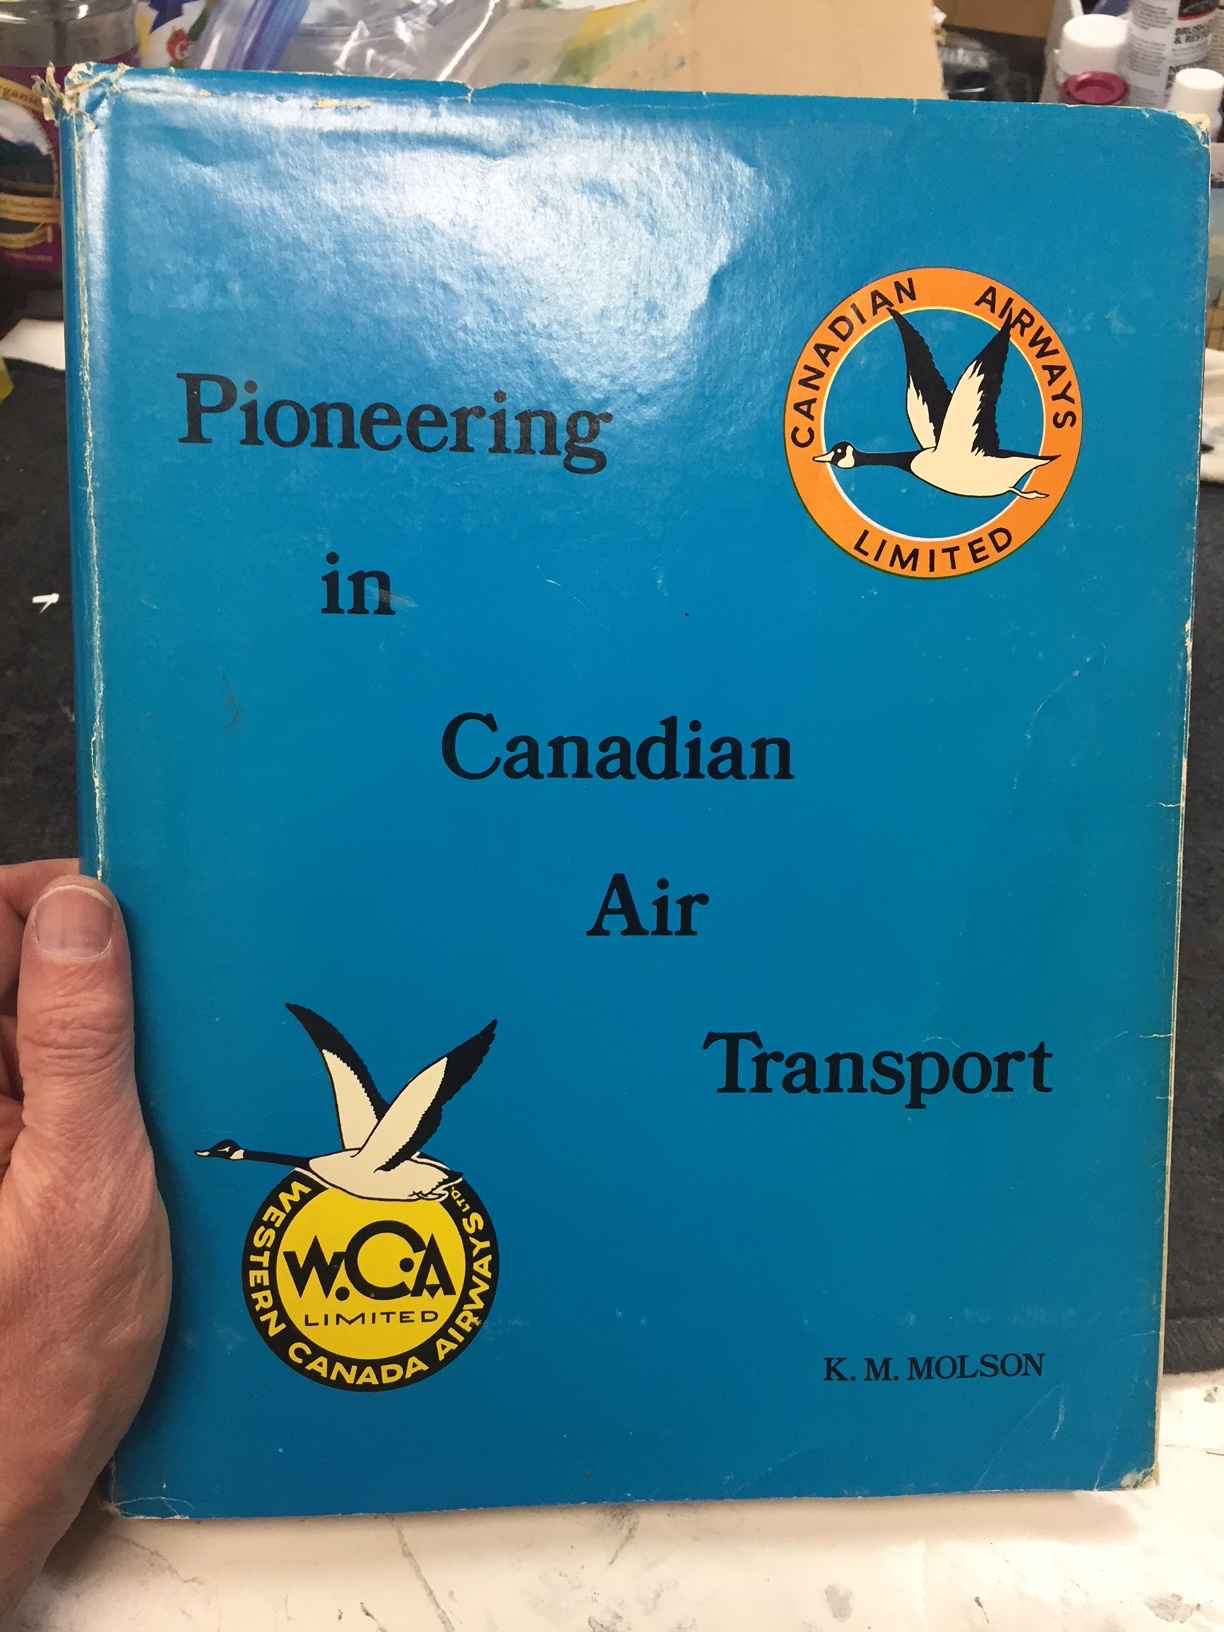 CANADIAN AIRWAYS
LIMITED
Pioneering
in
Canadian
Air
Transport
WESTERN CANADA AIRWAYS LTD.
W.C.A
LIMITED
K. M. MOLSON